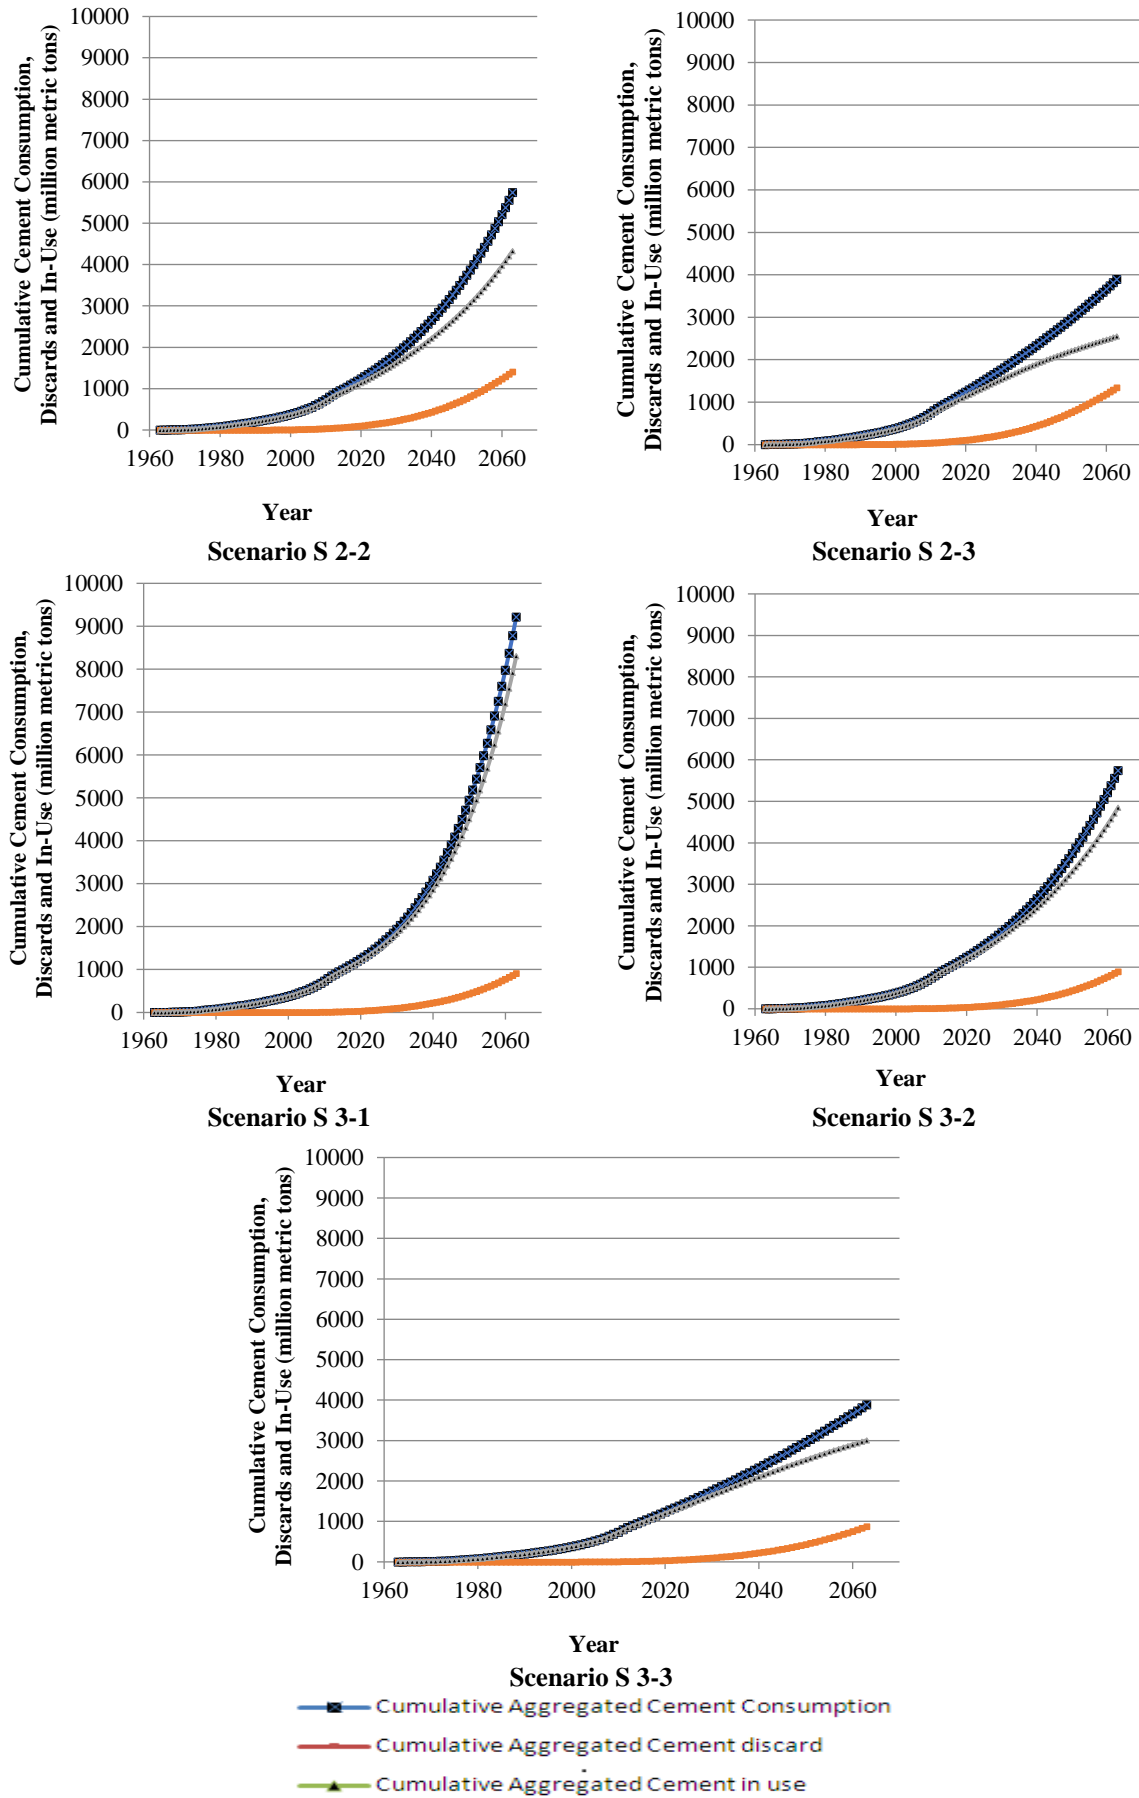 Cumulative Cement Consumption,
Discards and In-Use (million metric tons)
10000
9000
8000
7000
6000
5000
4000
3000
2000
1000
0
1960 1980 2000 2020 2040 2060
Year
Scenario S 2-2
Cumulative Cement Consumption,
Discards and In-Use (million metric tons)
10000
9000
8000
7000
6000
5000
4000
3000
2000
1000
0
1960 1980 2000 2020 2040 2060
Year
Scenario S 2-3
Cumulative Cement Consumption,
Discards and In-Use (million metric tons)
10000
9000
8000
7000
6000
5000
4000
3000
2000
1000
0
1960 1980 2000 2020 2040 2060
Year
Scenario S 3-1
Cumulative Cement Consumption,
Discards and In-Use (million metric tons)
10000
9000
8000
7000
6000
5000
4000
3000
2000
1000
0
1960 1980 2000 2020 2040 2060
Year
Scenario S 3-2
Cumulative Cement Consumption,
Discards and In-Use (million metric tons)
10000
9000
8000
7000
6000
5000
4000
3000
2000
1000
0
1960 1980 2000 2020 2040 2060
Year
Scenario S 3-3
Cumulative Aggregated Cement Consumption
Cumulative Aggregated Cement discard
Cumulative Aggregated Cement in use